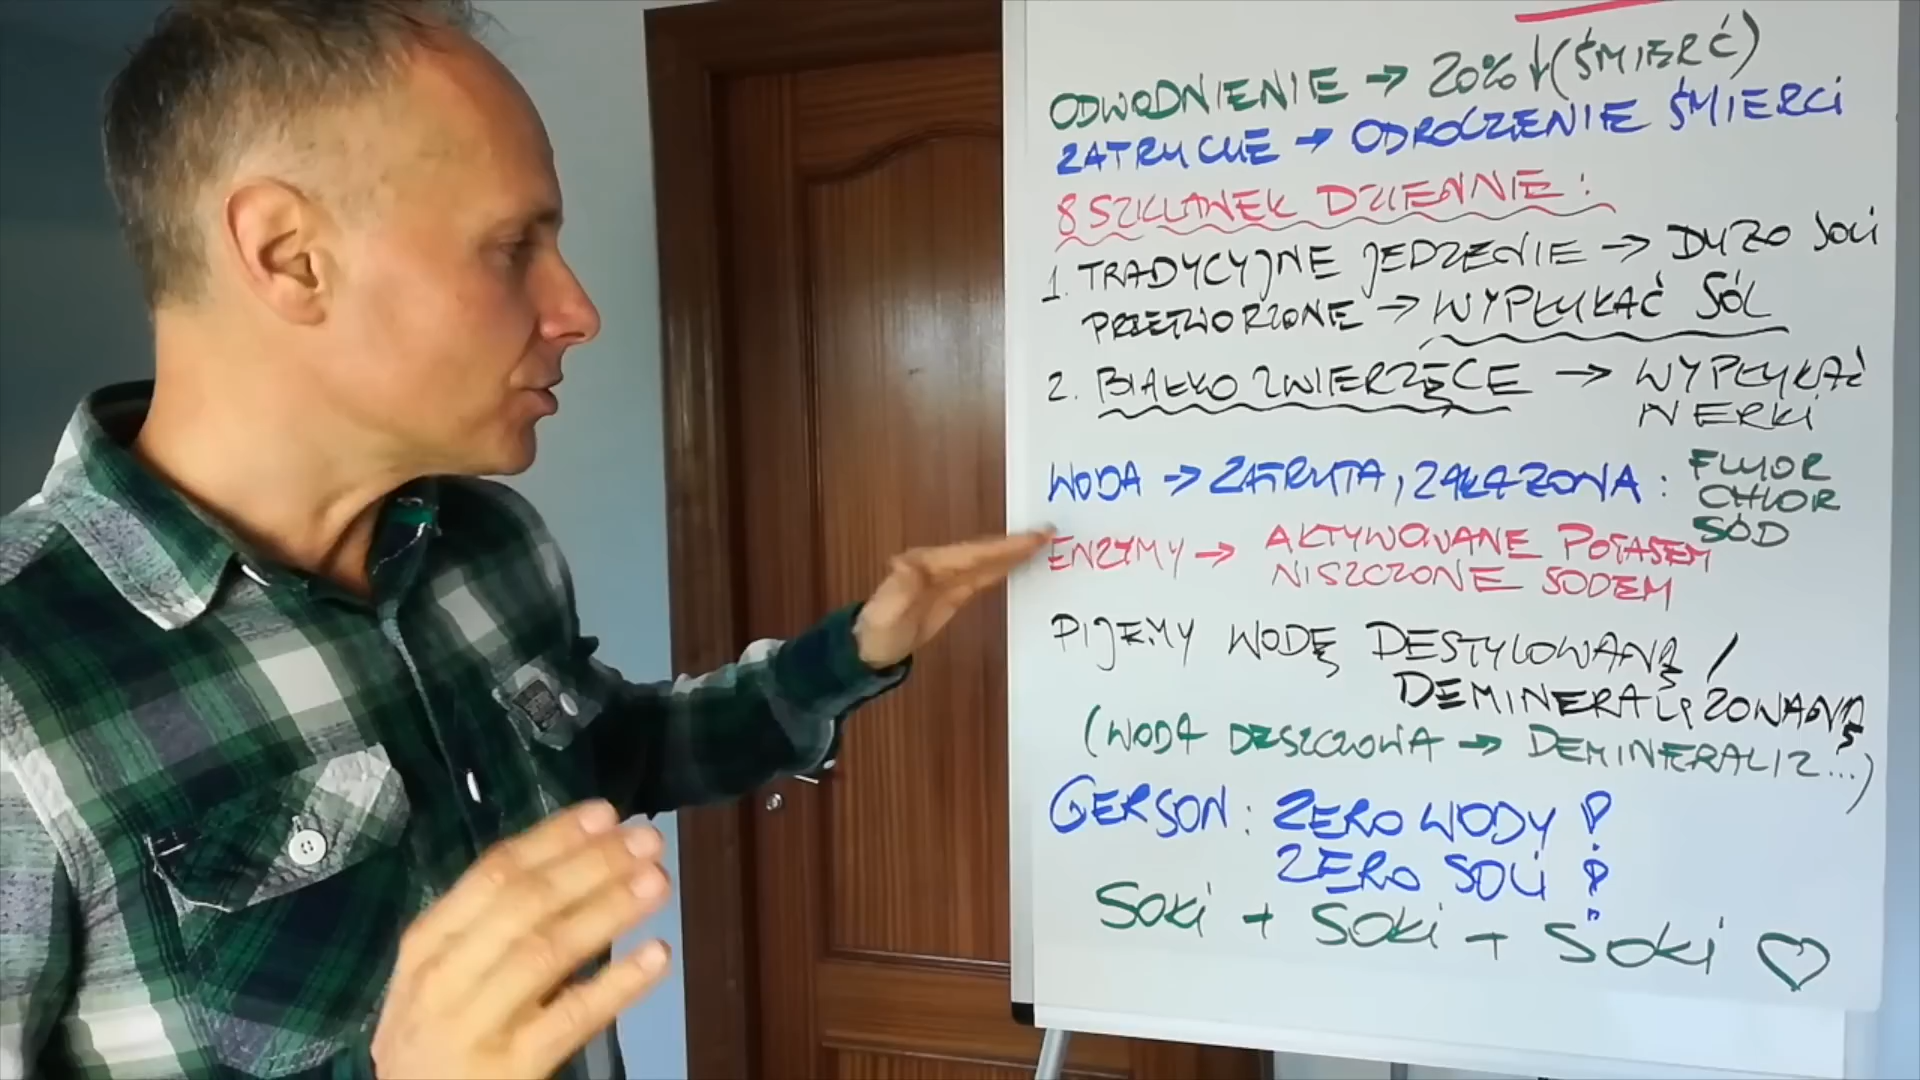 ODWODNIENIE → 20% ↓ (ŚMIERĆ)
ZATRUCIE → ODROCZENIE ŚMIERCI
8 SZKLANEK DZIENNIE:
1. TRADYCYJNE JEDZENIE → DUŻO SOLI
PRZETWORZONE → WYPŁUKAĆ SÓL
2. BIAŁKO ZWIERZĘCE → WYPŁUKAĆ
NERKI
WODA → ZATRUTA, ZAKAŻONA: FLUOR
CHLOR
SÓD
ENZYMY → AKTYWOWANE POTASEM
NISZCZONE SODEM
PIJEMY WODĘ DESTYLOWANĄ /
DEMINERALIZOWANĄ
(WODA DESZCZOWA → DEMINERALIZ...)
GERSON: ZERO WODY!
ZERO SOLI!
SOKI + SOKI + SOKI ♡